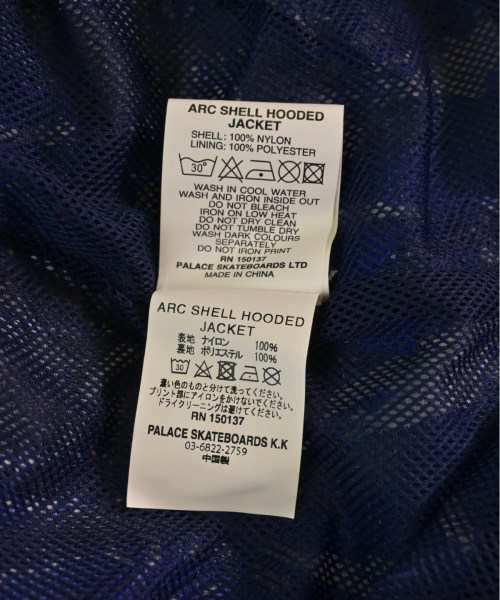 ARC SHELL HOODED
JACKET
SHELL: 100% NYLON
LINING: 100% POLYESTER
30°
WASH IN COOL WATER
WASH AND IRON INSIDE OUT
DO NOT BLEACH
IRON ON LOW HEAT
DO NOT DRY CLEAN
DO NOT TUMBLE DRY
WASH DARK COLOURS
SEPARATELY
DO NOT IRON PRINT
RN 150137
PALACE SKATEBOARDS LTD
MADE IN CHINA
ARC SHELL HOODED
JACKET
表地 ナイロン 100%
裏地 ポリエステル 100%
30
濃い色のものと分けて洗ってください。
プリント部にアイロンをかけないでください。
ドライクリーニングは避けてください。
RN 150137
PALACE SKATEBOARDS K.K
03-6822-2759
中国製